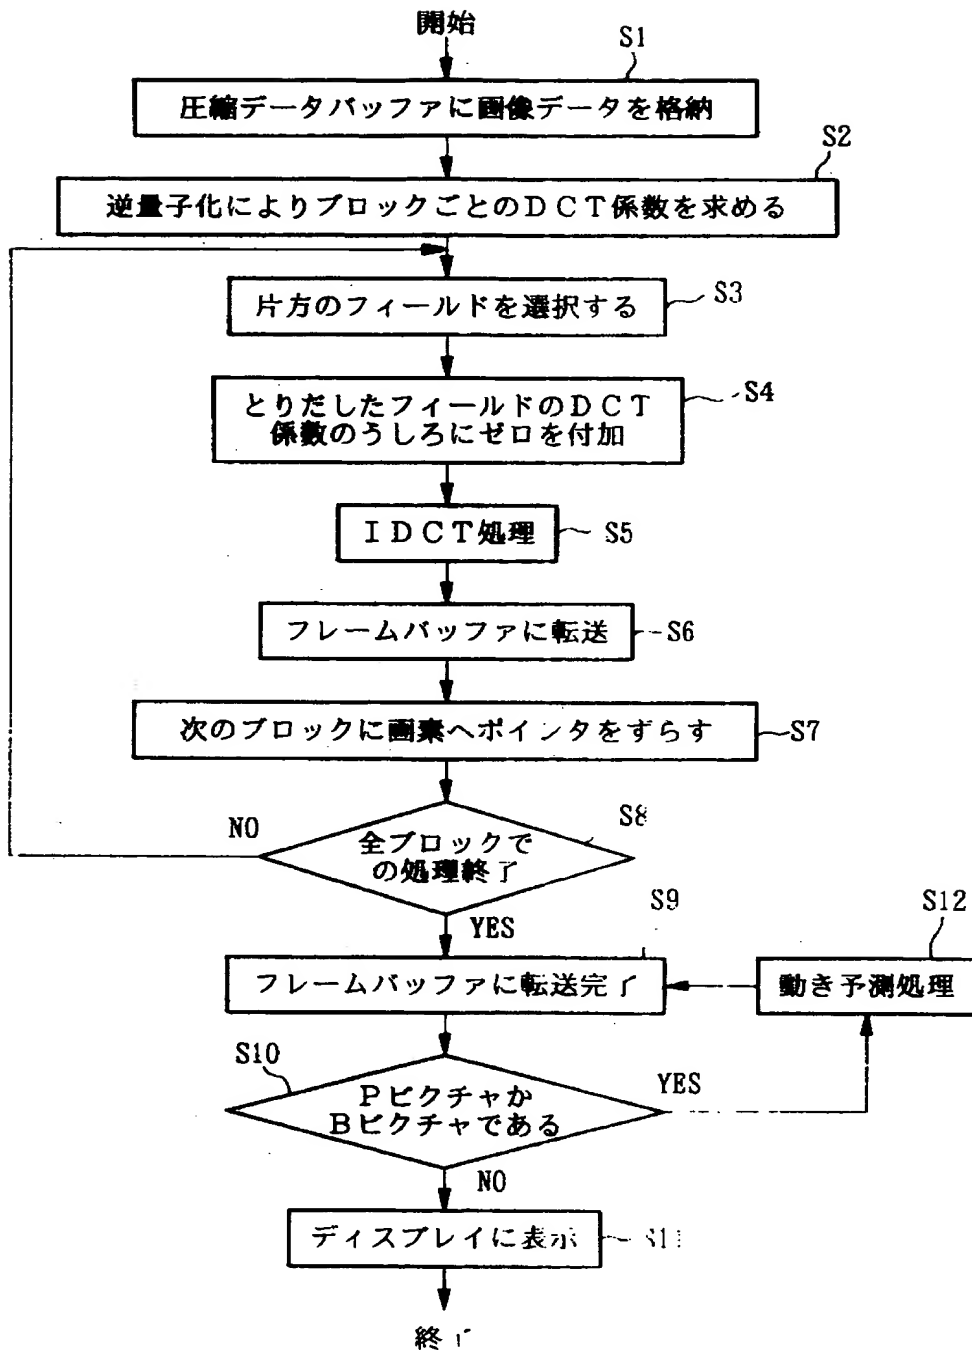 開始
S1
圧縮データバッファに画像データを格納
S2
逆量子化によりブロックごとのDCT係数を求める
片方のフィールドを選択する
S3
とりだしたフィールドのDCT
係数のうしろにゼロを付加
S4
IDCT処理
S5
フレームバッファに転送
S6
次のブロックに画素へポインタをずらす
S7
S8
全ブロックで
の処理終了
NO
YES
S9
フレームバッファに転送完了
S12
動き予測処理
S10
Pピクチャか
Bピクチャである
YES
NO
ディスプレイに表示
S11
終了